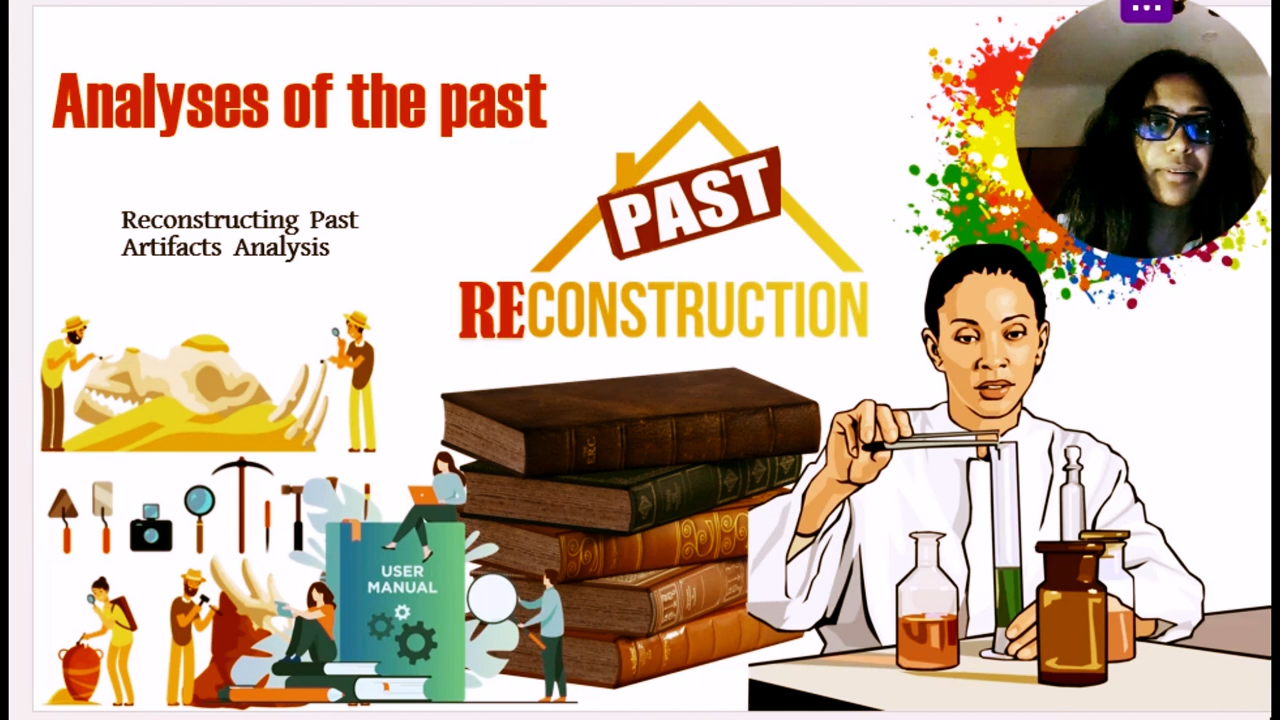 Analyses of the past
Reconstructing Past
Artifacts Analysis
PAST
RECONSTRUCTION
USER
MANUAL